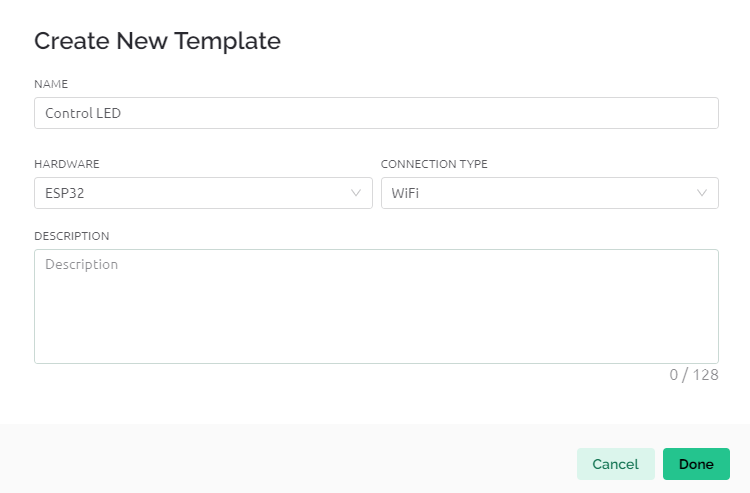 Create New Template
NAME
Control LED
HARDWARE
CONNECTION TYPE
ESP32
WiFi
DESCRIPTION
Description
0 / 128
Cancel
Done